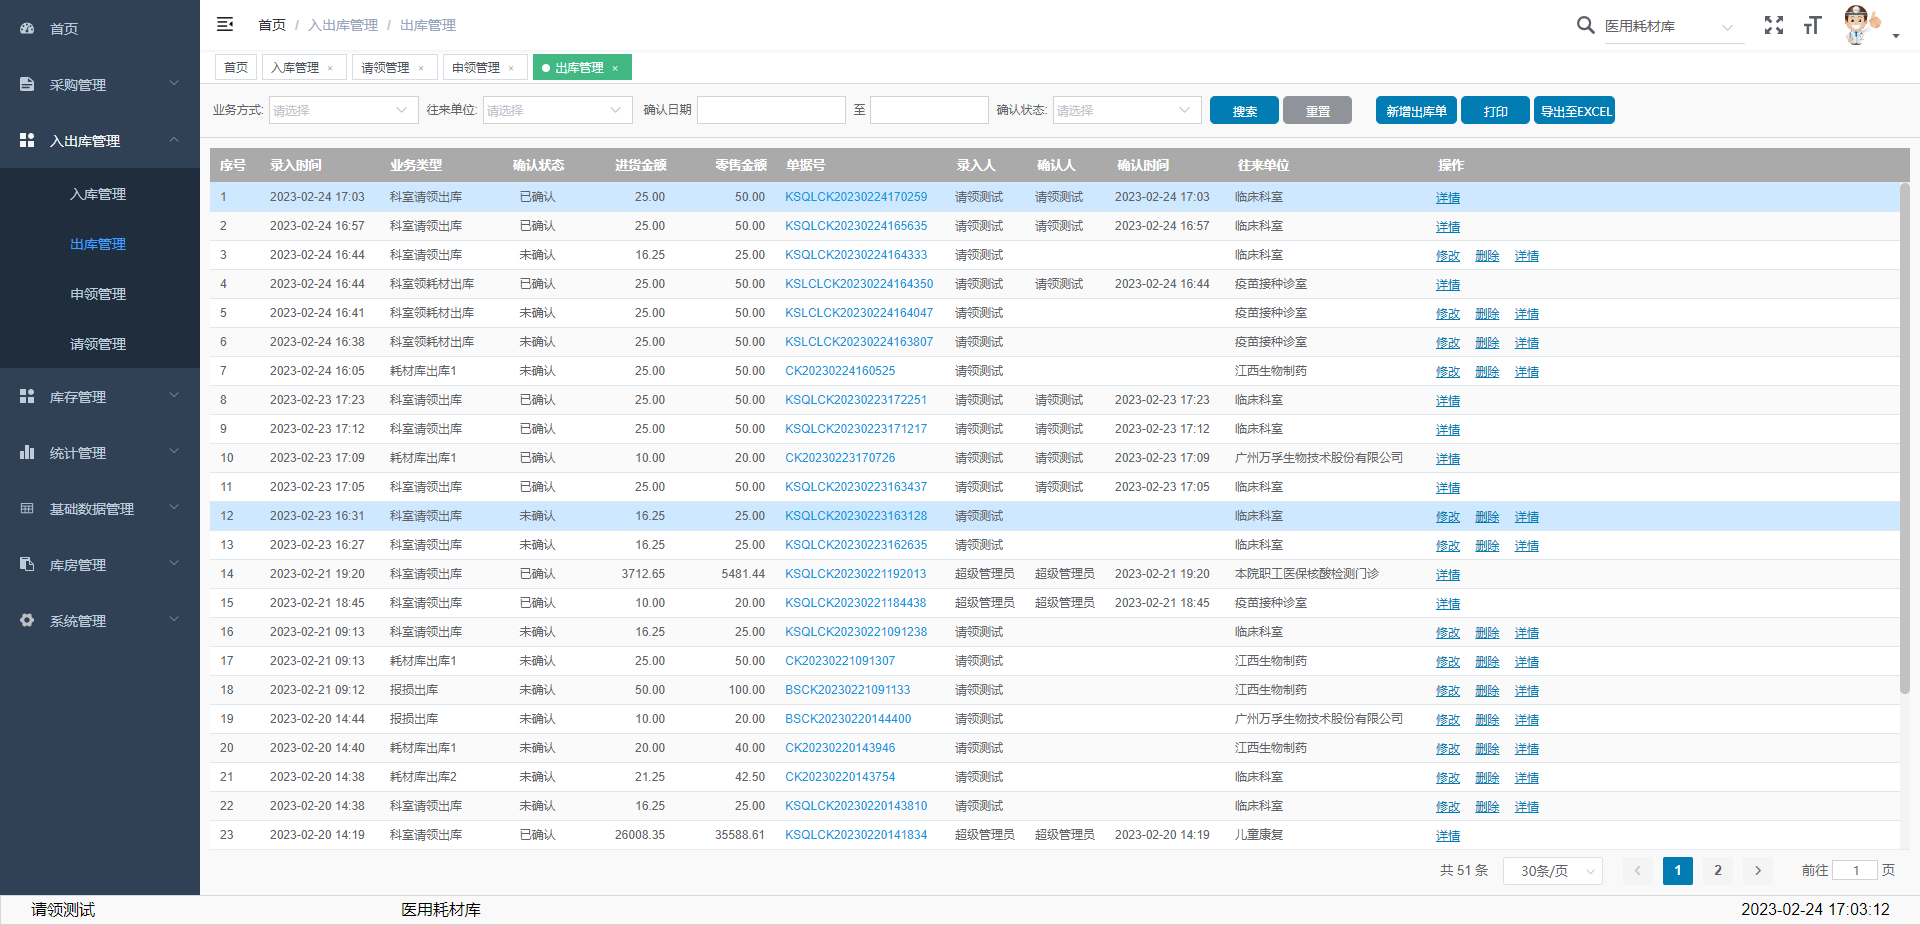 首页
采购管理
入出库管理
入库管理
出库管理
申领管理
请领管理
库存管理
统计管理
基础数据管理
库房管理
系统管理
首页 / 入出库管理 / 出库管理
医用耗材库
首页 入库管理 × 请领管理 × 申领管理 × 出库管理 ×
业务方式: 请选择 往来单位: 请选择 确认日期 至 确认状态: 请选择 搜索 重置 新增出库单 打印 导出至EXCEL
序号 录入时间 业务类型 确认状态 进货金额 零售金额 单据号 录入人 确认人 确认时间 往来单位 操作
1 2023-02-24 17:03 科室请领出库 已确认 25.00 50.00 KSQLCK20230224170259 请领测试 请领测试 2023-02-24 17:03 临床科室 详情
2 2023-02-24 16:57 科室请领出库 已确认 25.00 50.00 KSQLCK20230224165635 请领测试 请领测试 2023-02-24 16:57 临床科室 详情
3 2023-02-24 16:44 科室请领出库 未确认 16.25 25.00 KSQLCK20230224164333 请领测试 临床科室 修改 删除 详情
4 2023-02-24 16:44 科室领耗材出库 已确认 25.00 50.00 KSLCLCK20230224164350 请领测试 请领测试 2023-02-24 16:44 疫苗接种诊室 详情
5 2023-02-24 16:41 科室领耗材出库 未确认 25.00 50.00 KSLCLCK20230224164047 请领测试 疫苗接种诊室 修改 删除 详情
6 2023-02-24 16:38 科室领耗材出库 未确认 25.00 50.00 KSLCLCK20230224163807 请领测试 疫苗接种诊室 修改 删除 详情
7 2023-02-24 16:05 耗材库出库1 未确认 25.00 50.00 CK20230224160525 请领测试 江西生物制药 修改 删除 详情
8 2023-02-23 17:23 科室请领出库 已确认 25.00 50.00 KSQLCK20230223172251 请领测试 请领测试 2023-02-23 17:23 临床科室 详情
9 2023-02-23 17:12 科室请领出库 已确认 25.00 50.00 KSQLCK20230223171217 请领测试 请领测试 2023-02-23 17:12 临床科室 详情
10 2023-02-23 17:09 耗材库出库1 已确认 10.00 20.00 CK20230223170726 请领测试 请领测试 2023-02-23 17:09 广州万孚生物技术股份有限公司 详情
11 2023-02-23 17:05 科室请领出库 已确认 25.00 50.00 KSQLCK20230223163437 请领测试 请领测试 2023-02-23 17:05 临床科室 详情
12 2023-02-23 16:31 科室请领出库 未确认 16.25 25.00 KSQLCK20230223163128 请领测试 临床科室 修改 删除 详情
13 2023-02-23 16:27 科室请领出库 未确认 16.25 25.00 KSQLCK20230223162635 请领测试 临床科室 修改 删除 详情
14 2023-02-21 19:20 科室请领出库 已确认 3712.65 5481.44 KSQLCK20230221192013 超级管理员 超级管理员 2023-02-21 19:20 本院职工医保核酸检测门诊 详情
15 2023-02-21 18:45 科室请领出库 已确认 10.00 20.00 KSQLCK20230221184438 超级管理员 超级管理员 2023-02-21 18:45 疫苗接种诊室 详情
16 2023-02-21 09:13 科室请领出库 未确认 16.25 25.00 KSQLCK20230221091238 请领测试 临床科室 修改 删除 详情
17 2023-02-21 09:13 耗材库出库1 未确认 25.00 50.00 CK20230221091307 请领测试 江西生物制药 修改 删除 详情
18 2023-02-21 09:12 报损出库 未确认 50.00 100.00 BSCK20230221091133 请领测试 江西生物制药 修改 删除 详情
19 2023-02-20 14:44 报损出库 未确认 10.00 20.00 BSCK20230220144400 请领测试 广州万孚生物技术股份有限公司 修改 删除 详情
20 2023-02-20 14:40 耗材库出库1 未确认 20.00 40.00 CK20230220143946 请领测试 江西生物制药 修改 删除 详情
21 2023-02-20 14:38 耗材库出库2 未确认 21.25 42.50 CK20230220143754 请领测试 临床科室 修改 删除 详情
22 2023-02-20 14:38 科室请领出库 未确认 16.25 25.00 KSQLCK20230220143810 请领测试 临床科室 修改 删除 详情
23 2023-02-20 14:19 科室请领出库 已确认 26008.35 35588.61 KSQLCK20230220141834 超级管理员 超级管理员 2023-02-20 14:19 儿童康复 详情
共 51 条 30条/页 1 2 前往 1 页
请领测试 医用耗材库 2023-02-24 17:03:12